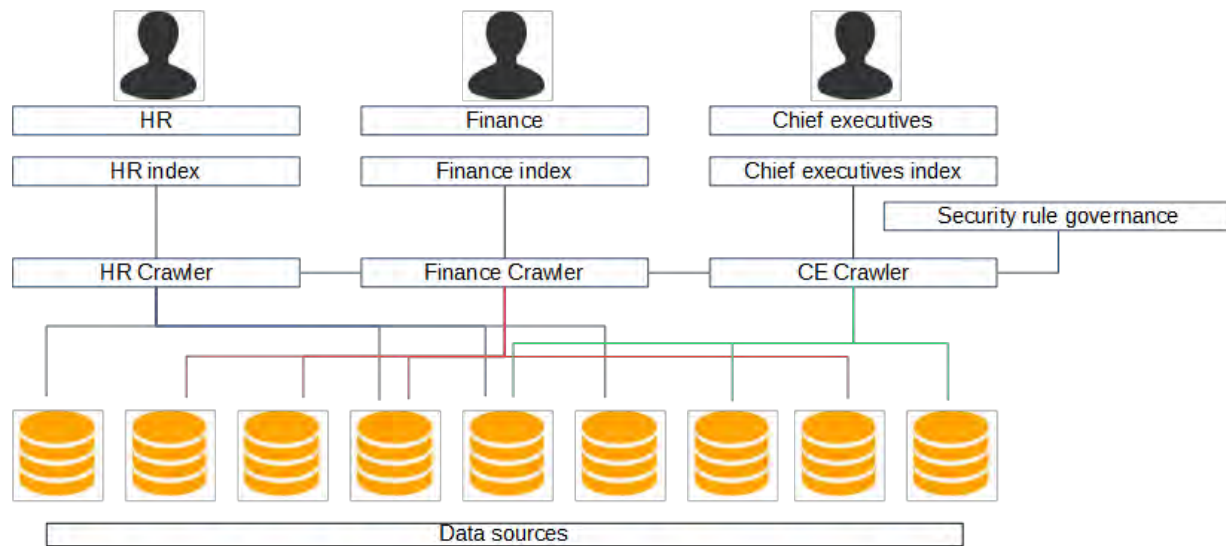 HR
Finance
Chief executives
HR index
Finance index
Chief executives index
Security rule governance
HR Crawler
Finance Crawler
CE Crawler
Data sources